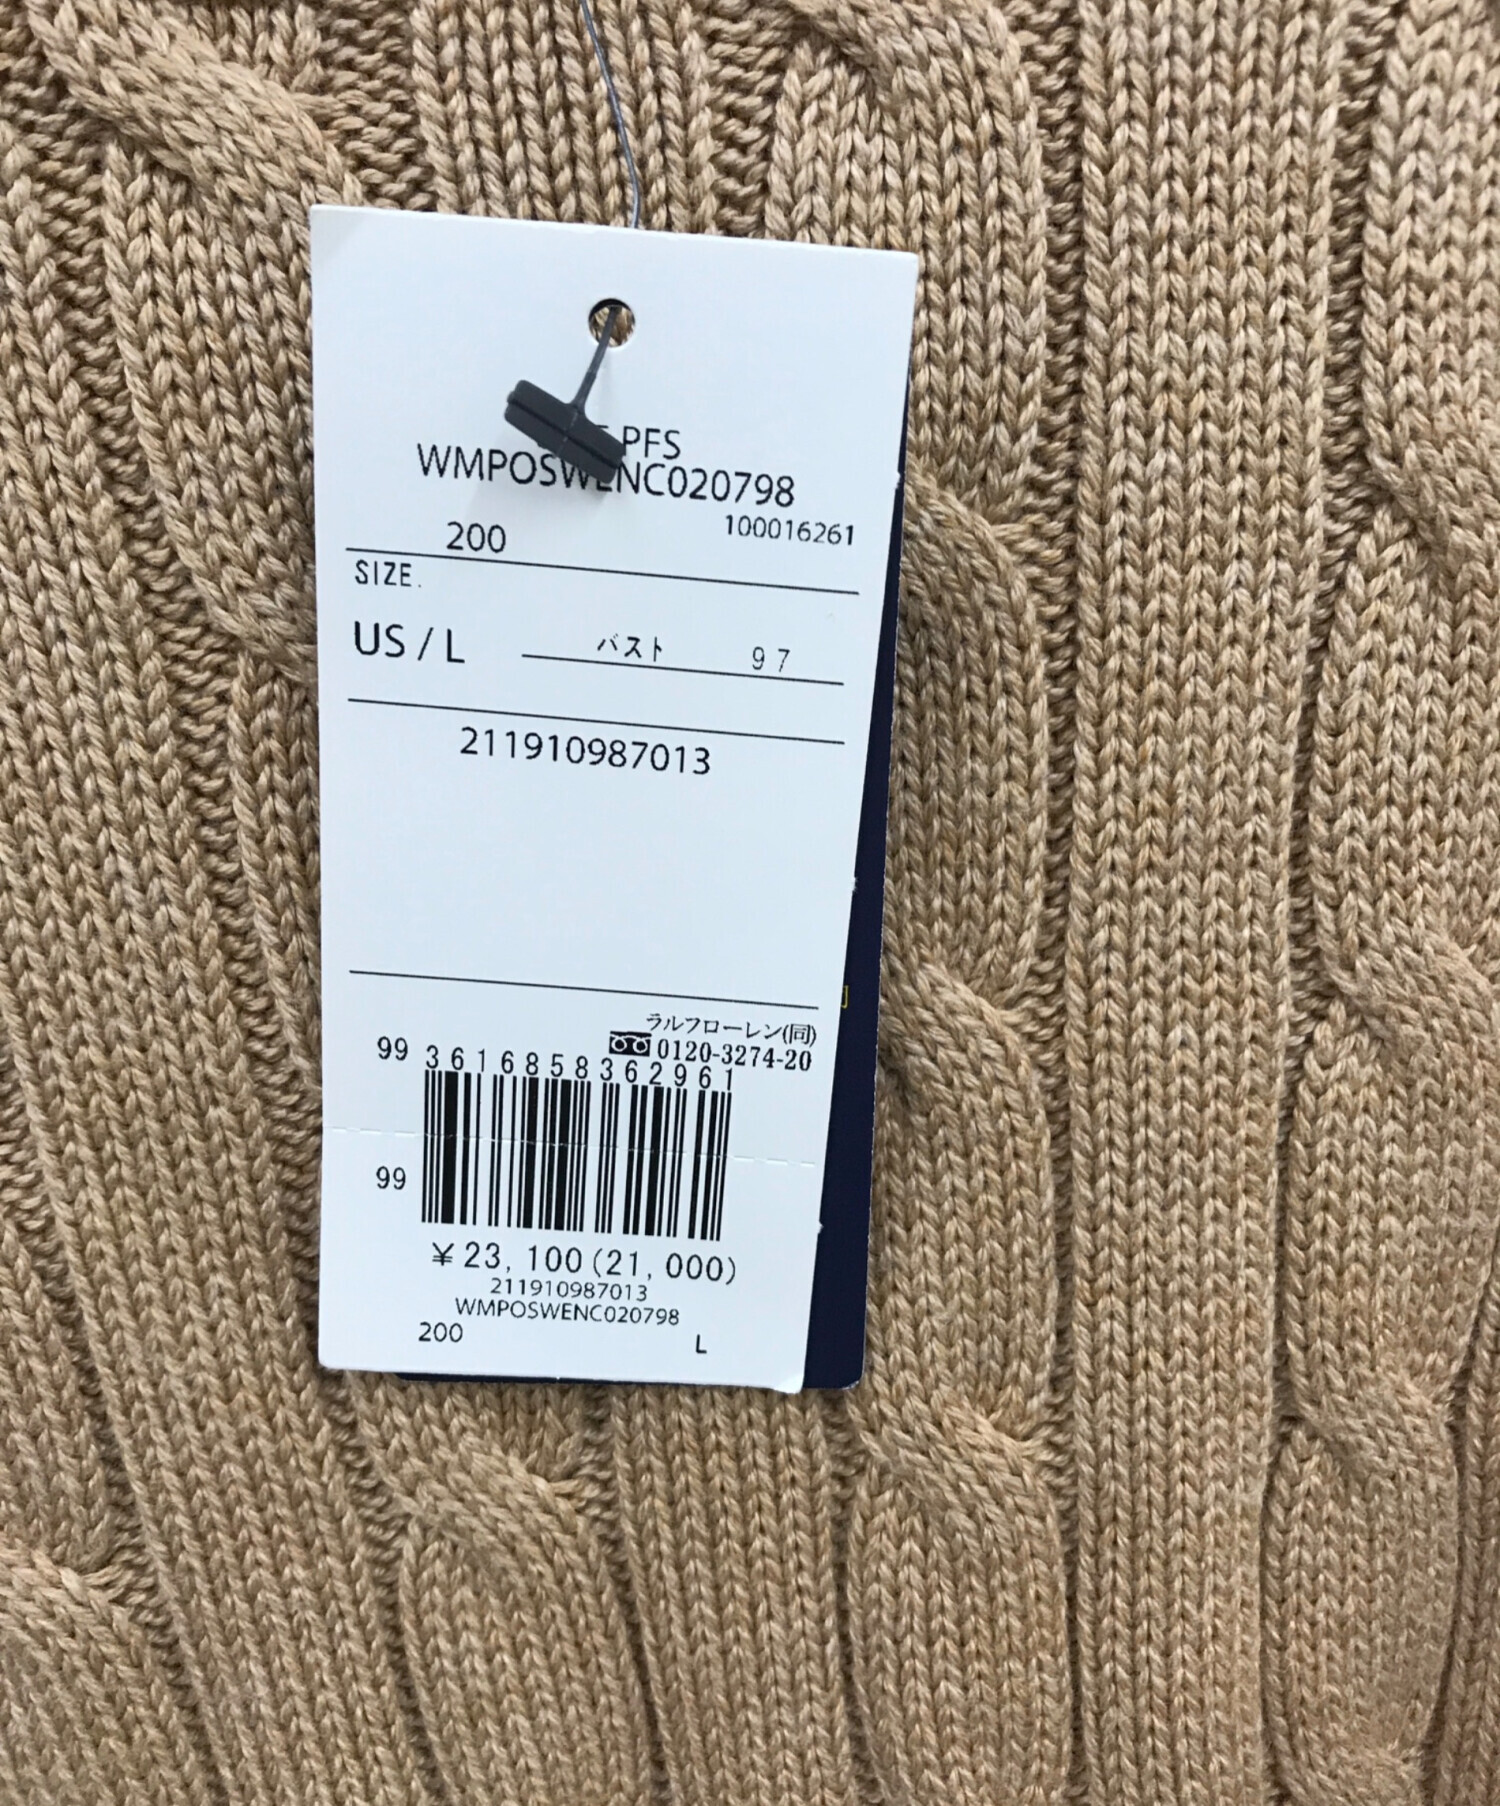 PFS
WMPOSWENC020798
200 100016261
SIZE.
US / L バスト 97
211910987013
ラルフローレン(同)
0120-3274-20
99 3616858362961
99
¥23,100(21,000)
211910987013
WMPOSWENC020798
200 L